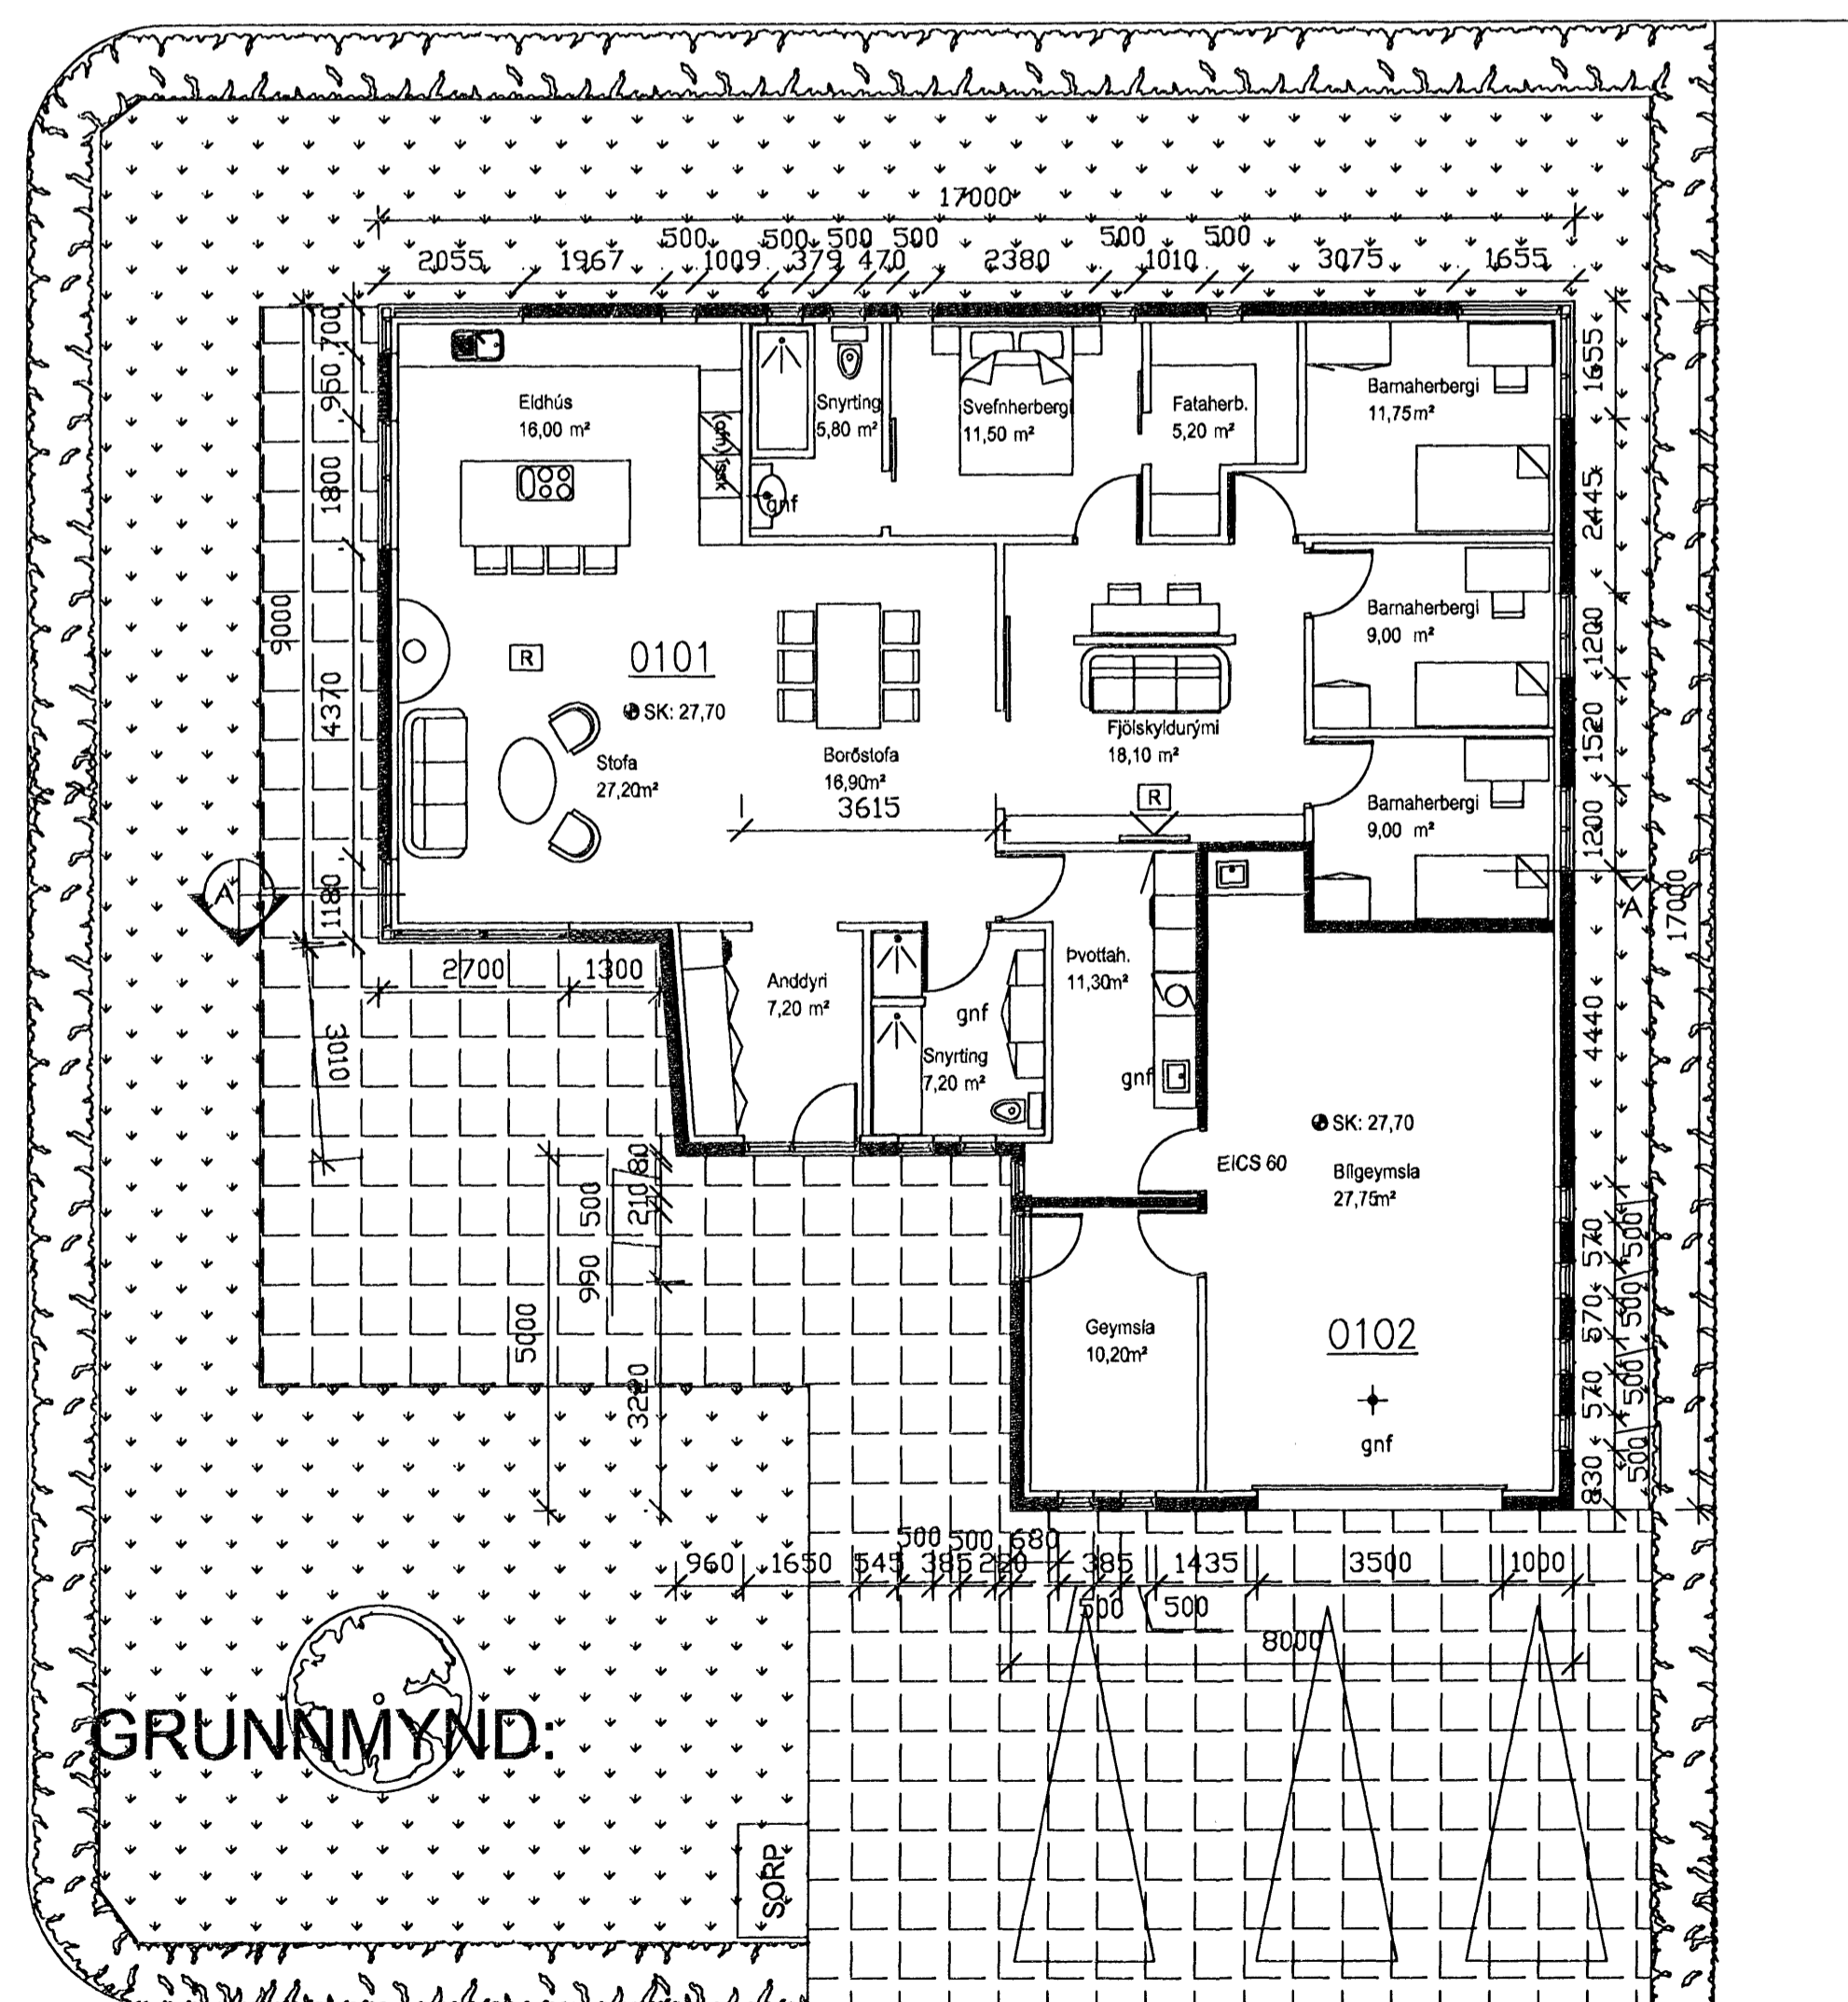 17000
500 500 500 500 500 500
2055 1967 1009 379 470 2380 1010 3075 1655
700
950
1800
9000
4370
1180
3010
1655
2445
1200
1520
1200
17000
4440
570
500
570
500
570
500
830
500
Eldhús
16,00 m²
(ofn)
Íssk
Snyrting
5,80 m²
gnf
Svefnherbergi
11,50 m²
Fataherb.
5,20 m²
Barnaherbergi
11,75m²
Barnaherbergi
9,00 m²
Barnaherbergi
9,00 m²
R
0101
SK: 27,70
Stofa
27,20m²
Borðstofa
16,90m²
3615
Fjölskyldurými
18,10 m²
R
A
A
2700 1300
Anddyri
7,20 m²
gnf
Snyrting
7,20 m²
Þvottah.
11,30m²
gnf
SK: 27,70
EICS 60
Bílgeymsla
27,75m²
80
210
500
990
5000
3220
Geymsla
10,20m²
0102
gnf
500 500 680
960 1650 545 385 220 385 1435 3500 1000
500 500
8000
GRUNNMYND:
SORP